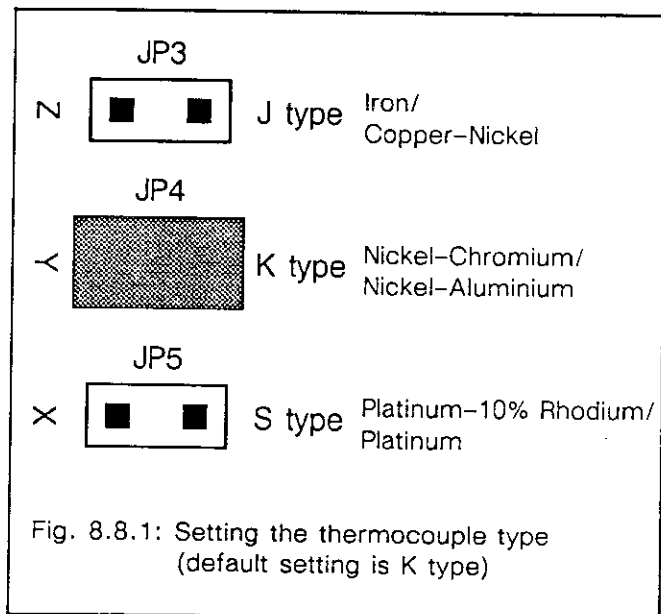 JP3
Z J type Iron/
Copper-Nickel
JP4
Y K type Nickel-Chromium/
Nickel-Aluminium
JP5
X S type Platinum-10% Rhodium/
Platinum
Fig. 8.8.1: Setting the thermocouple type
(default setting is K type)